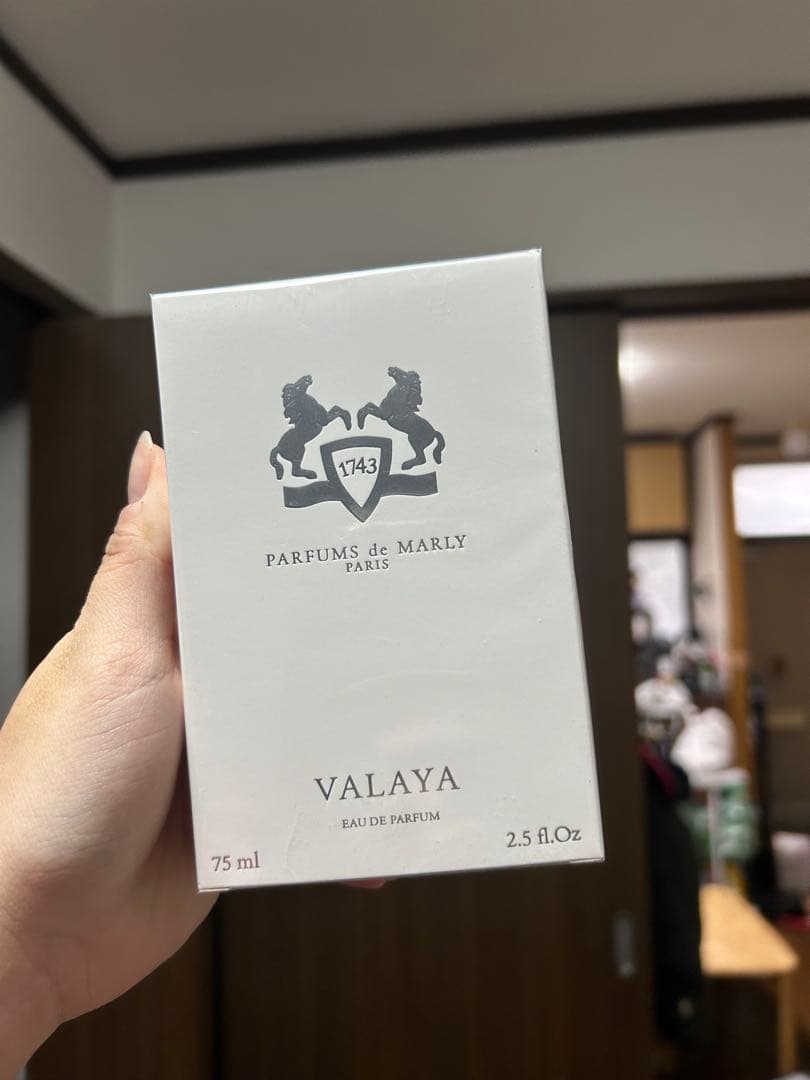 1743
PARFUMS de MARLY
PARIS
VALAYA
EAU DE PARFUM
75 ml
2.5 fl.Oz